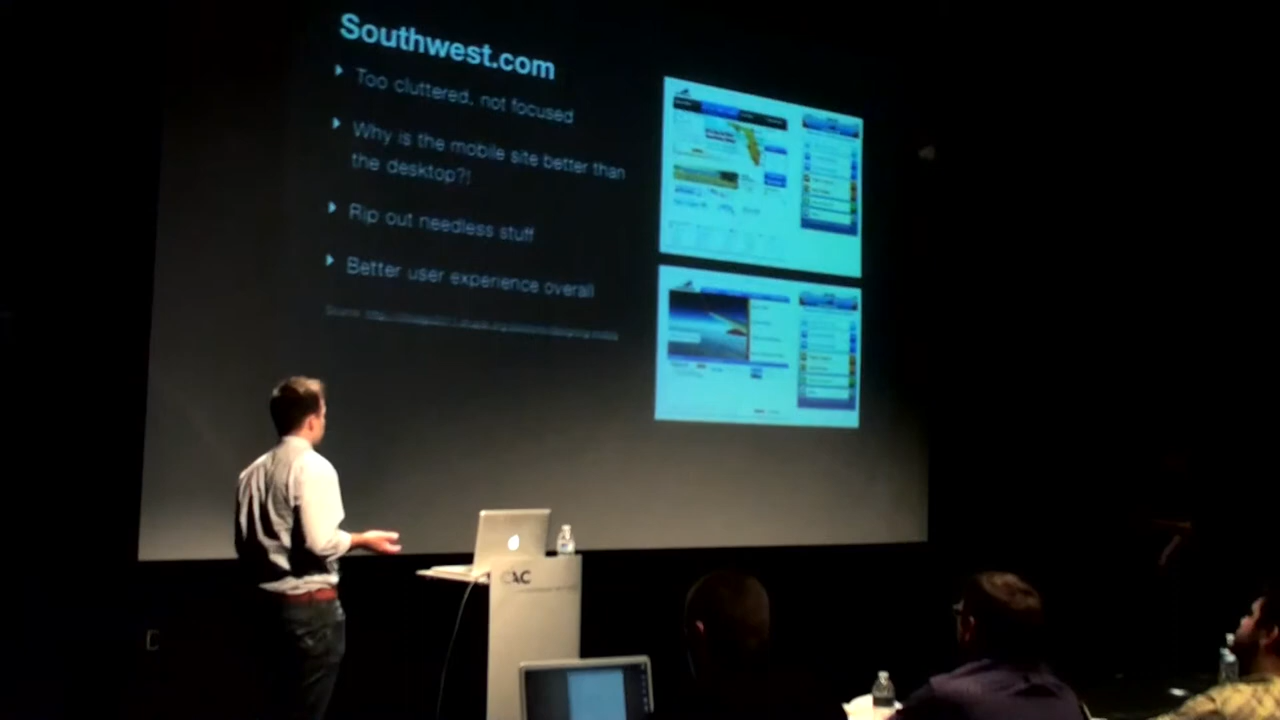 Southwest.com
Too cluttered, not focused
Why is the mobile site better than
the desktop?!
Rip out needless stuff
Better user experience overall
Source:
CAC